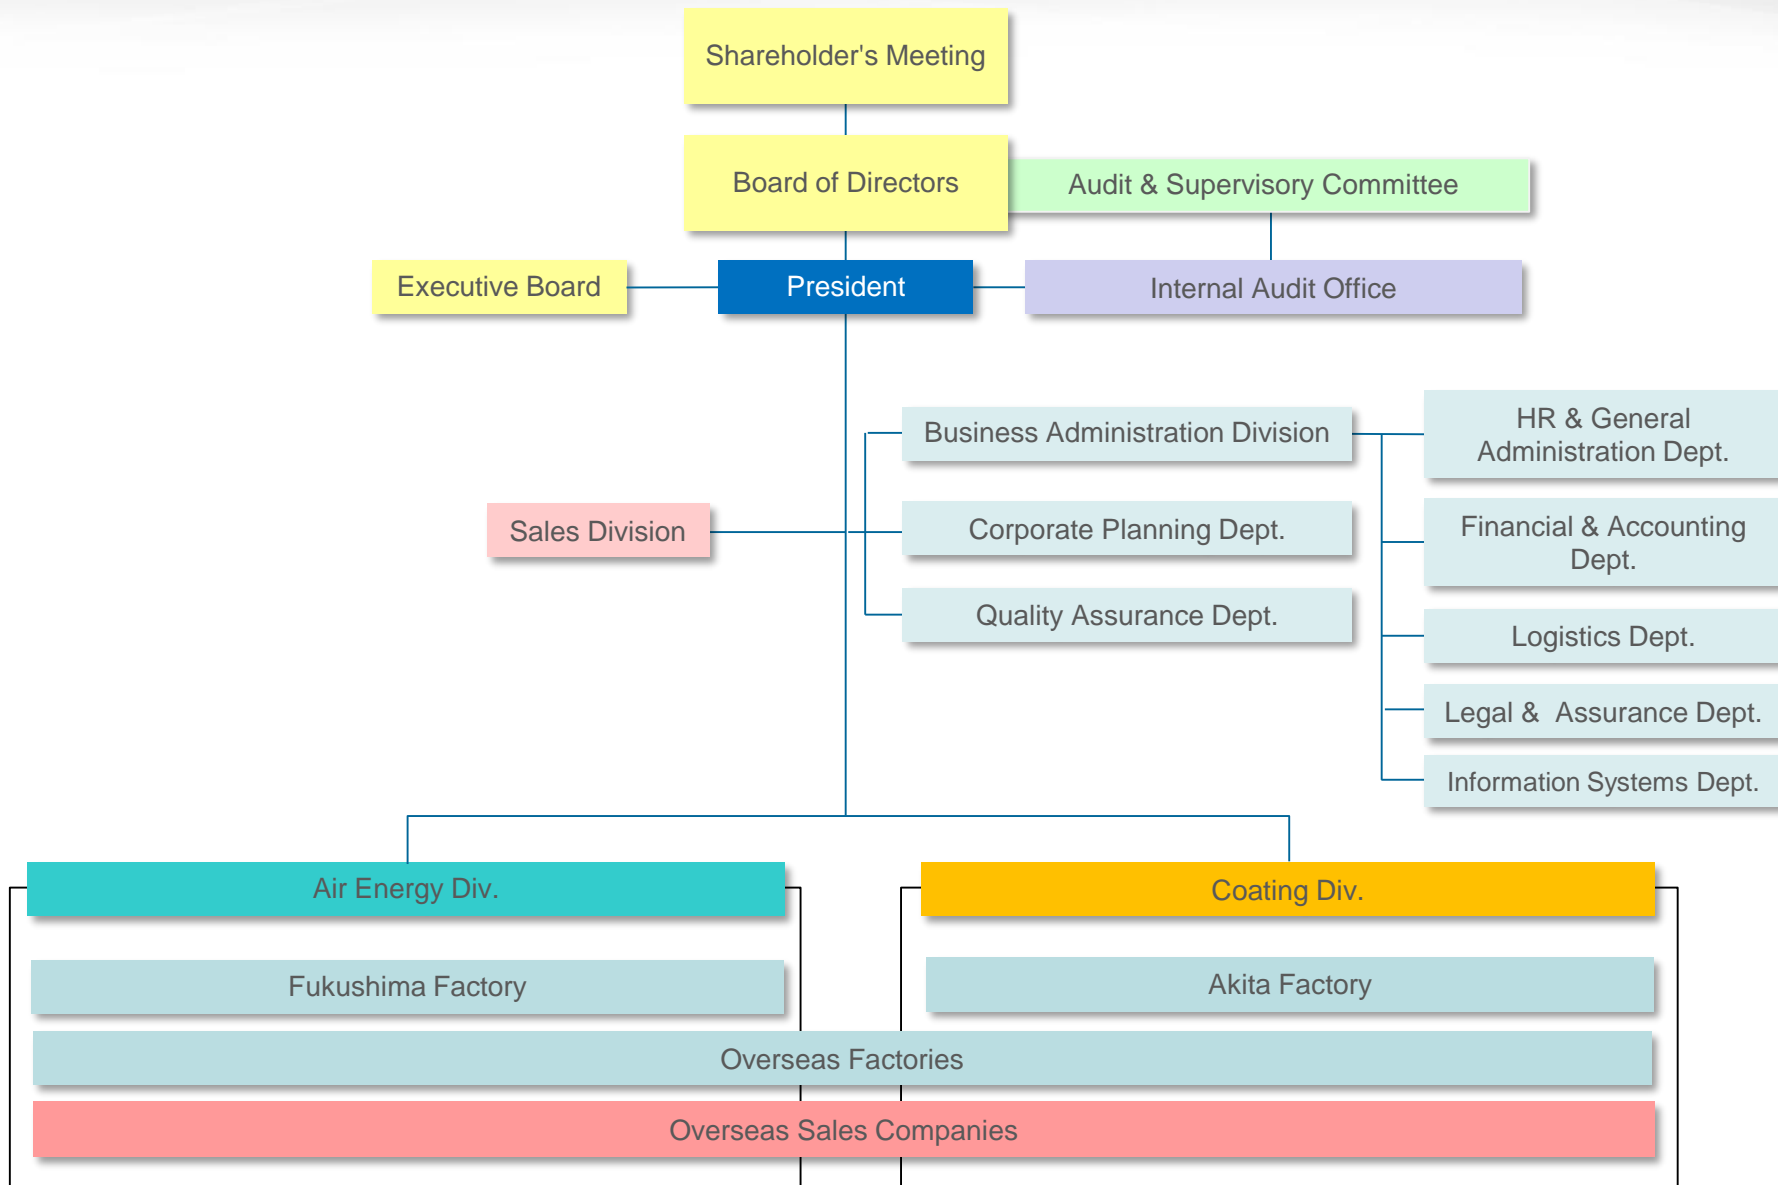 Shareholder's Meeting
Board of Directors
Audit & Supervisory Committee
Executive Board
President
Internal Audit Office
Business Administration Division
HR & General
Administration Dept.
Sales Division
Corporate Planning Dept.
Financial & Accounting
Dept.
Quality Assurance Dept.
Logistics Dept.
Legal &  Assurance Dept.
Information Systems Dept.
Air Energy Div.
Coating Div.
Fukushima Factory
Akita Factory
Overseas Factories
Overseas Sales Companies